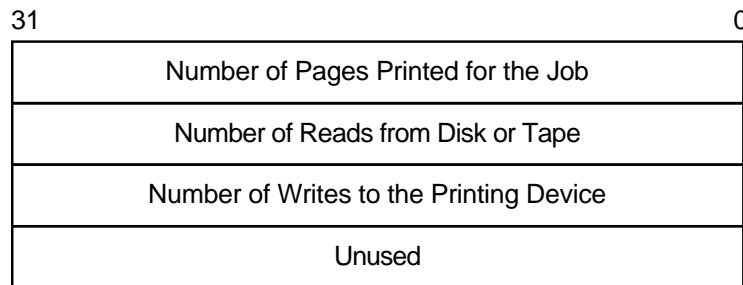 31 0
Number of Pages Printed for the Job
Number of Reads from Disk or Tape
Number of Writes to the Printing Device
Unused